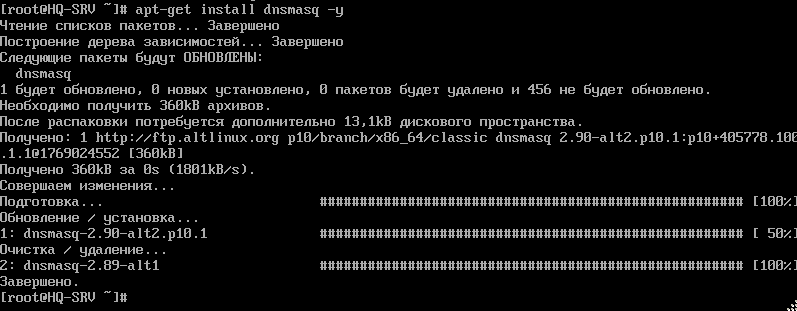 [root@HQ-SRV ~]# apt-get install dnsmasq -y
Чтение списков пакетов... Завершено
Построение дерева зависимостей... Завершено
Следующие пакеты будут ОБНОВЛЕНЫ:
  dnsmasq
1 будет обновлено, 0 новых установлено, 0 пакетов будет удалено и 456 не будет обновлено.
Необходимо получить 360kB архивов.
После распаковки потребуется дополнительно 13,1kB дискового пространства.
Получено: 1 http://ftp.altlinux.org p10/branch/x86_64/classic dnsmasq 2.90-alt2.p10.1:p10+405778.100
.1.1@1769024552 [360kB]
Получено 360kB за 0s (1801kB/s).
Совершаем изменения...
Подготовка... ##################################################### [100%]
Обновление / установка...
1: dnsmasq-2.90-alt2.p10.1 ##################################################### [ 50%]
Очистка / удаление...
2: dnsmasq-2.89-alt1 ##################################################### [100%]
Завершено.
[root@HQ-SRV ~]#